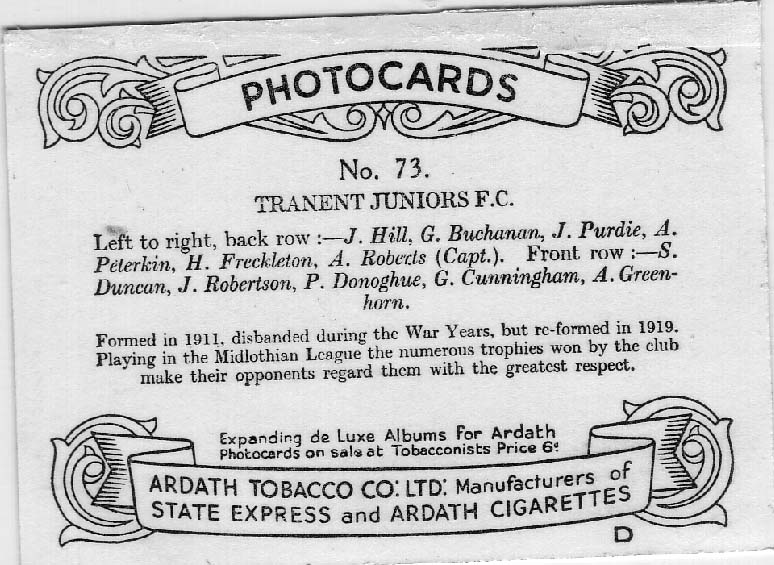 PHOTOCARDS
No. 73.
TRANENT JUNIORS F.C.
Left to right, back row :—J. Hill, G. Buchanan, J. Purdie, A.
Peterkin, H. Freckleton, A. Roberts (Capt.). Front row :—S.
Duncan, J. Robertson, P. Donoghue, G. Cunningham, A. Green-
horn.
Formed in 1911, disbanded during the War Years, but re-formed in 1919.
Playing in the Midlothian League the numerous trophies won by the club
make their opponents regard them with the greatest respect.
Expanding de Luxe Albums for Ardath
Photocards on sale at Tobacconists Price 6ᵈ
ARDATH TOBACCO CO: LTD: Manufacturers of
STATE EXPRESS and ARDATH CIGARETTES
D